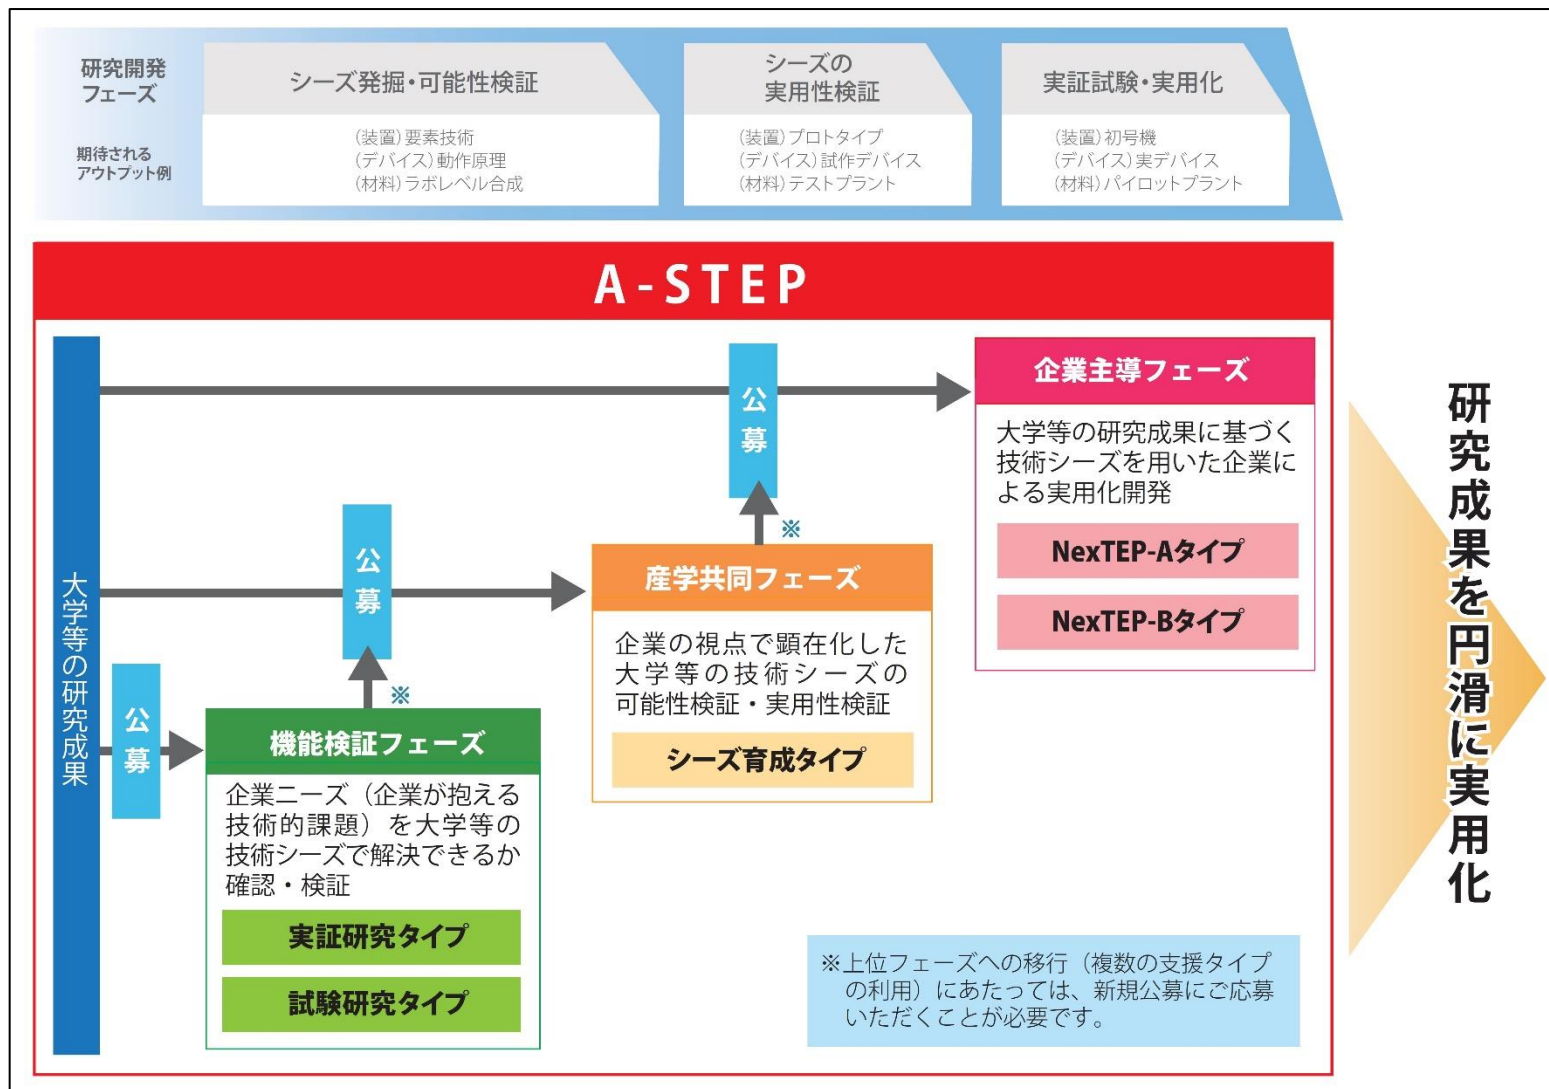 研究開発
フェーズ
シーズ発掘・可能性検証
シーズの
実用性検証
実証試験・実用化
期待される
アウトプット例
(装置)要素技術
(デバイス)動作原理
(材料)ラボレベル合成
(装置)プロトタイプ
(デバイス)試作デバイス
(材料)テストプラント
(装置)初号機
(デバイス)実デバイス
(材料)パイロットプラント
A-STEP
大学等の研究成果
公募
機能検証フェーズ
企業ニーズ（企業が抱える
技術的課題）を大学等の
技術シーズで解決できるか
確認・検証
実証研究タイプ
試験研究タイプ
※
公募
産学共同フェーズ
企業の視点で顕在化した
大学等の技術シーズの
可能性検証・実用性検証
シーズ育成タイプ
※
公募
企業主導フェーズ
大学等の研究成果に基づく
技術シーズを用いた企業に
よる実用化開発
NexTEP-Aタイプ
NexTEP-Bタイプ
※上位フェーズへの移行（複数の支援タイプ
の利用）にあたっては、新規公募にご応募
いただくことが必要です。
研究成果を円滑に実用化